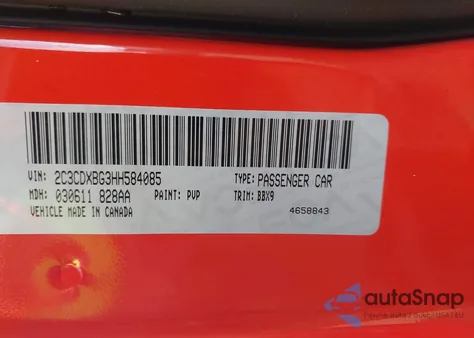 VIN: 2C3CDXBG3HH584085 TYPE: PASSENGER CAR
MDH: 030611 828AA PAINT: PVP TRIM: BBX9
VEHICLE MADE IN CANADA 4658843
autoSnap